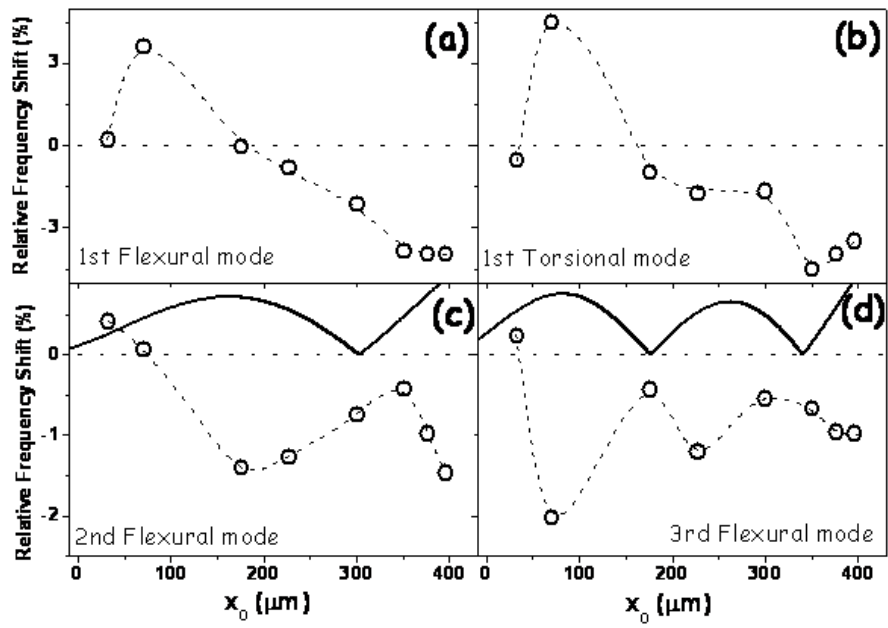 Relative Frequency Shift (%)
3
0
-3
(a)
1st Flexural mode
(b)
1st Torsional mode
Relative Frequency Shift (%)
0
-1
-2
(c)
2nd Flexural mode
(d)
3rd Flexural mode
0 100 200 300 400
0 100 200 300 400
x0 (μm)
x0 (μm)